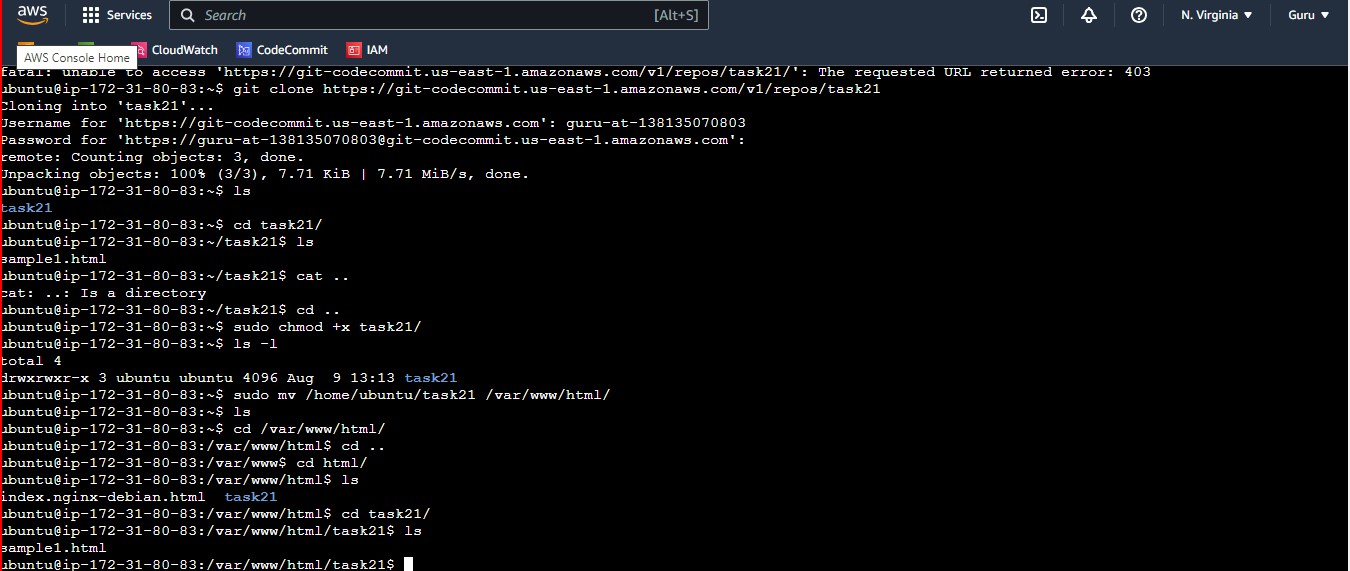 aws
Services
Search
[Alt+S]
N. Virginia
Guru
AWS Console Home
CloudWatch
CodeCommit
IAM
fatal: unable to access 'https://git-codecommit.us-east-1.amazonaws.com/v1/repos/task21/': The requested URL returned error: 403
ubuntu@ip-172-31-80-83:~$ git clone https://git-codecommit.us-east-1.amazonaws.com/v1/repos/task21
Cloning into 'task21'...
Username for 'https://git-codecommit.us-east-1.amazonaws.com': guru-at-138135070803
Password for 'https://guru-at-138135070803@git-codecommit.us-east-1.amazonaws.com':
remote: Counting objects: 3, done.
Unpacking objects: 100% (3/3), 7.71 KiB | 7.71 MiB/s, done.
ubuntu@ip-172-31-80-83:~$ ls
task21
ubuntu@ip-172-31-80-83:~$ cd task21/
ubuntu@ip-172-31-80-83:~/task21$ ls
sample1.html
ubuntu@ip-172-31-80-83:~/task21$ cat ..
cat: ..: Is a directory
ubuntu@ip-172-31-80-83:~/task21$ cd ..
ubuntu@ip-172-31-80-83:~$ sudo chmod +x task21/
ubuntu@ip-172-31-80-83:~$ ls -l
total 4
drwxrwxr-x 3 ubuntu ubuntu 4096 Aug  9 13:13 task21
ubuntu@ip-172-31-80-83:~$ sudo mv /home/ubuntu/task21 /var/www/html/
ubuntu@ip-172-31-80-83:~$ ls
ubuntu@ip-172-31-80-83:~$ cd /var/www/html/
ubuntu@ip-172-31-80-83:/var/www/html$ cd ..
ubuntu@ip-172-31-80-83:/var/www$ cd html/
ubuntu@ip-172-31-80-83:/var/www/html$ ls
index.nginx-debian.html  task21
ubuntu@ip-172-31-80-83:/var/www/html$ cd task21/
ubuntu@ip-172-31-80-83:/var/www/html/task21$ ls
sample1.html
ubuntu@ip-172-31-80-83:/var/www/html/task21$